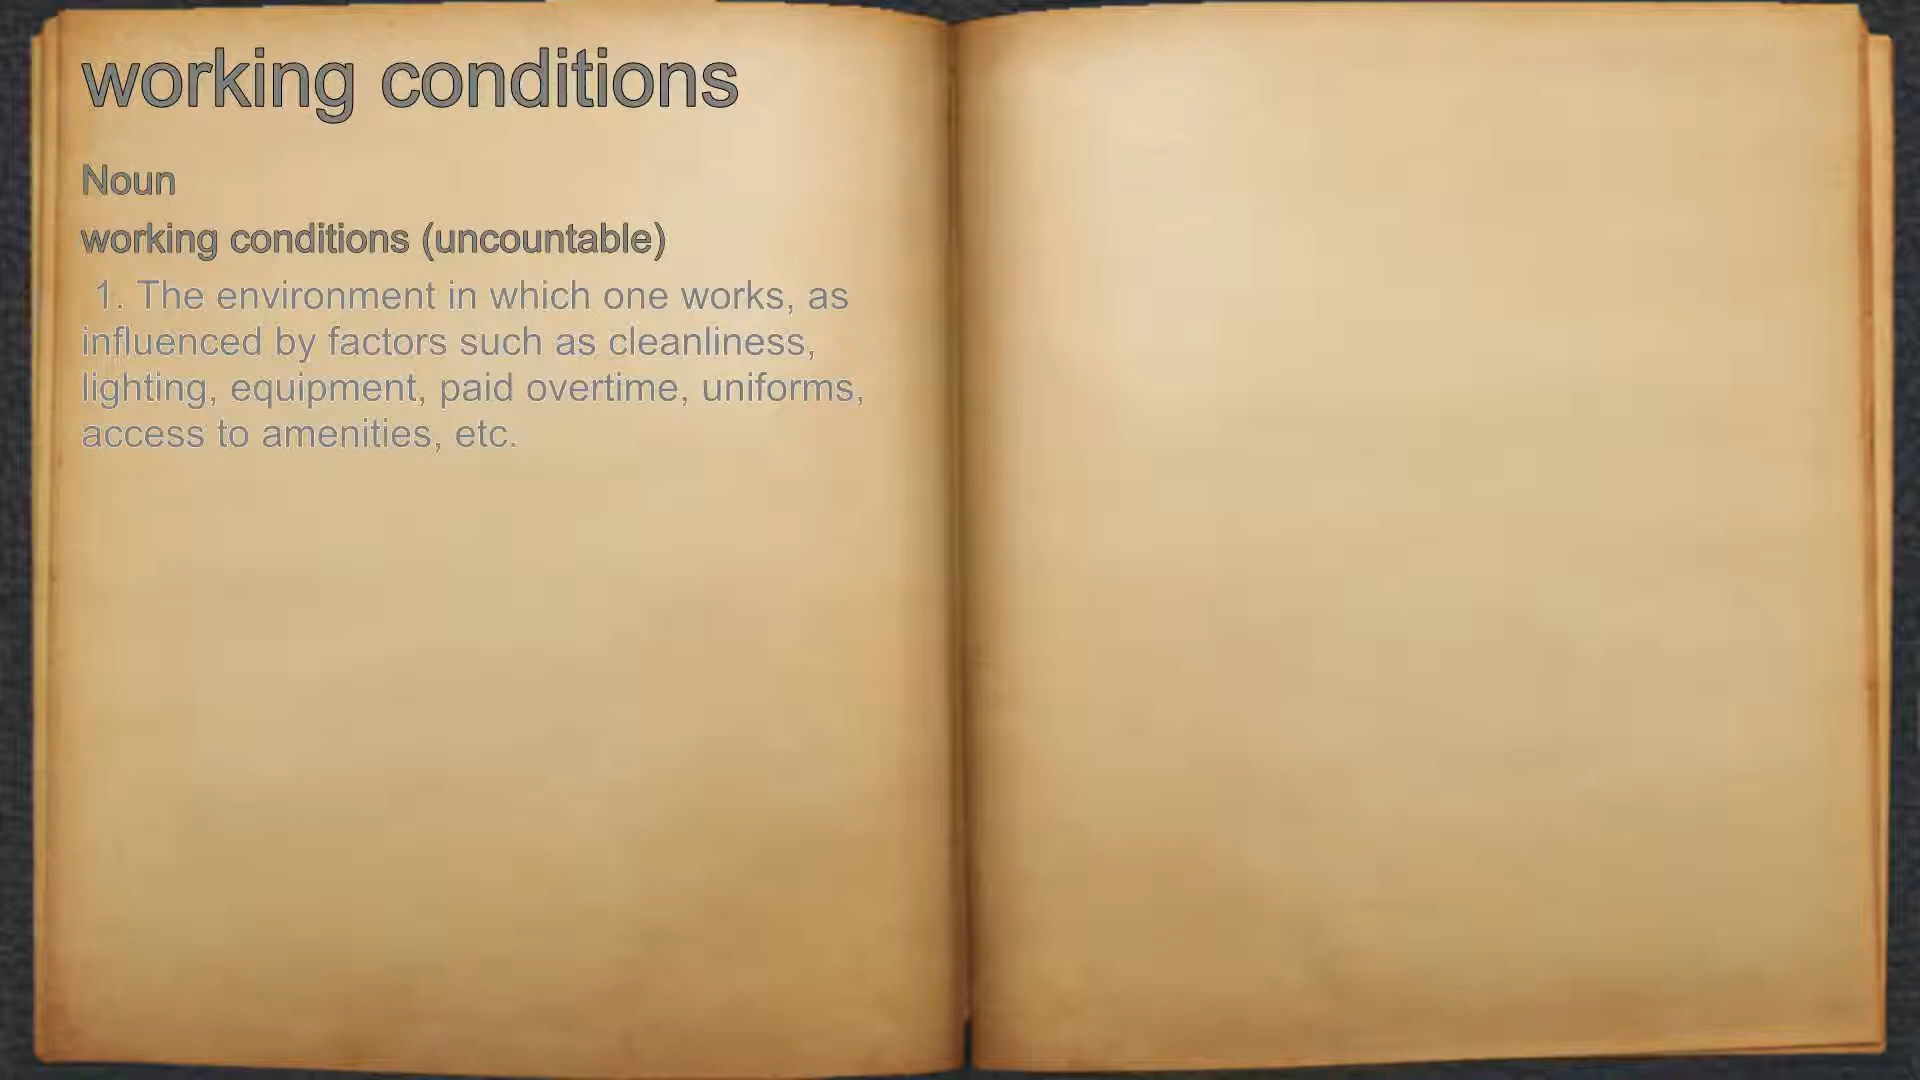 working conditions
Noun
working conditions (uncountable)
1. The environment in which one works, as
influenced by factors such as cleanliness,
lighting, equipment, paid overtime, uniforms,
access to amenities, etc.